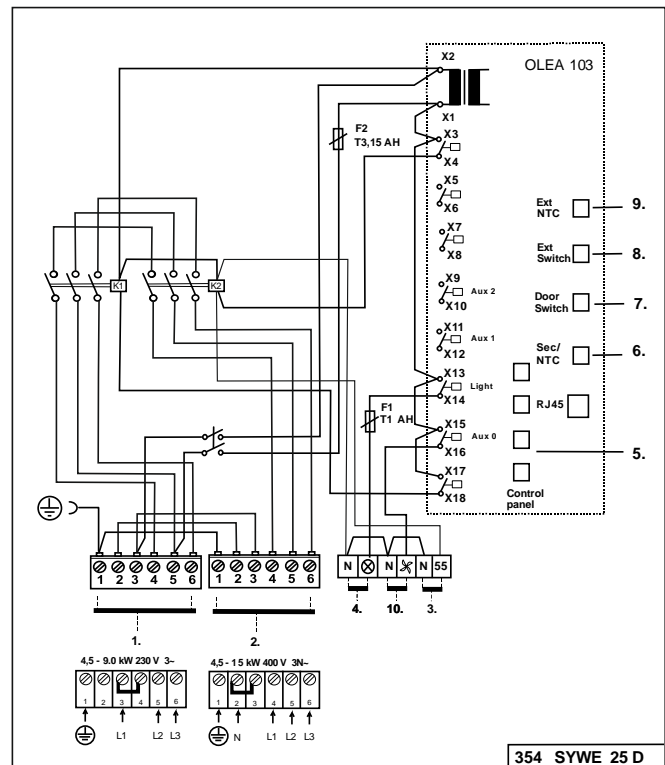 OLEA 103
X2
X1
F2
T3,15 AH
X3
X4
X5
X6
X7
X8
X9
Aux 2
X10
X11
Aux 1
X12
X13
Light
X14
X15
Aux 0
X16
X17
X18
Ext
NTC
9.
Ext
Switch
8.
Door
Switch
7.
Sec/
NTC
6.
RJ45
5.
Control
panel
K1
K2
F1
T1 AH
1 2 3 4 5 6
1 2 3 4 5 6
N N N 55
4. 10. 3.
1. 2.
4,5 - 9.0 kW 230 V 3~
1 2 3 4 5 6
L1 L2 L3
4,5 - 15 kW 400 V 3N~
1 2 3 4 5 6
N L1 L2 L3
354 SYWE 25 D